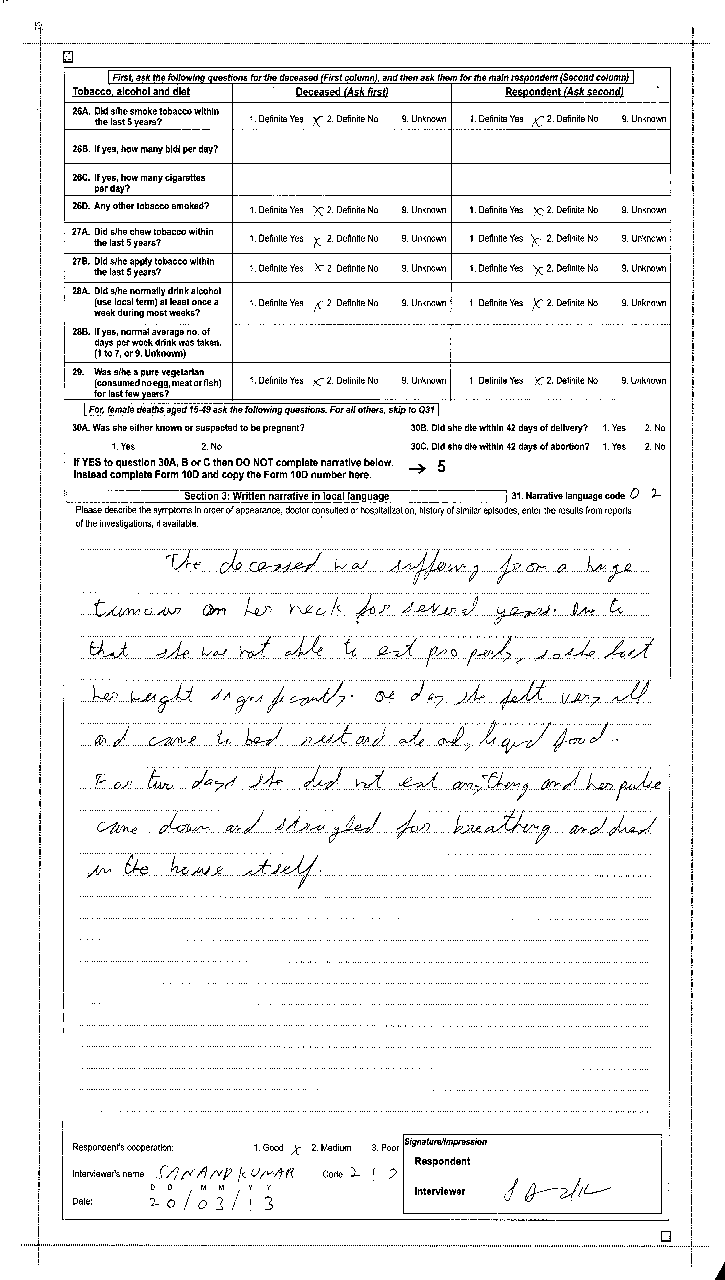 First, ask the following questions for the deceased (First column), and then ask them for the main respondent (Second column)
Tobacco, alcohol and diet Deceased (Ask first) Respondent (Ask second)
26A. Did s/he smoke tobacco within the last 5 years? 1. Definite Yes X 2. Definite No 9. Unknown 1. Definite Yes X 2. Definite No 9. Unknown
26B. If yes, how many bidi per day?
26C. If yes, how many cigarettes per day?
26D. Any other tobacco smoked? 1. Definite Yes X 2. Definite No 9. Unknown 1. Definite Yes X 2. Definite No 9. Unknown
27A. Did s/he chew tobacco within the last 5 years? 1. Definite Yes X 2. Definite No 9. Unknown 1. Definite Yes X 2. Definite No 9. Unknown
27B. Did s/he apply tobacco within the last 5 years? 1. Definite Yes X 2. Definite No 9. Unknown 1. Definite Yes X 2. Definite No 9. Unknown
28A. Did s/he normally drink alcohol (use local term) at least once a week during most weeks? 1. Definite Yes X 2. Definite No 9. Unknown 1. Definite Yes X 2. Definite No 9. Unknown
28B. If yes, normal average no. of days per week drink was taken. (1 to 7, or 9. Unknown)
29. Was s/he a pure vegetarian (consumed no egg, meat or fish) for last few years? 1. Definite Yes X 2. Definite No 9. Unknown 1. Definite Yes X 2. Definite No 9. Unknown
For, female deaths aged 15-49 ask the following questions. For all others, skip to Q31
30A. Was she either known or suspected to be pregnant? 30B. Did she die within 42 days of delivery? 1. Yes 2. No
1. Yes 2. No 30C. Did she die within 42 days of abortion? 1. Yes 2. No
If YES to question 30A, B or C then DO NOT complete narrative below.
Instead complete Form 10D and copy the Form 10D number here. → 5
Section 3: Written narrative in local language 31. Narrative language code 0 2
Please describe the symptoms in order of appearance, doctor consulted or hospitalization, history of similar episodes, enter the results from reports
of the investigations, if available.
The deceased was suffering from a huge
tumour on her neck for several years. Due to
that she was not able to eat properly, so she lost
her weight significantly. One day she felt very ill
and came to bed rest and ate only liquid food.
For two days she did not eat anything and her pulse
came down and struggled for breathing and died
in the house itself.
Respondent's cooperation: 1. Good X 2. Medium 3. Poor
Signature/Impression
Respondent
Interviewer's name SANAND KUMAR Code 2 1
Interviewer
D D M M Y Y
Date: 20/03/13